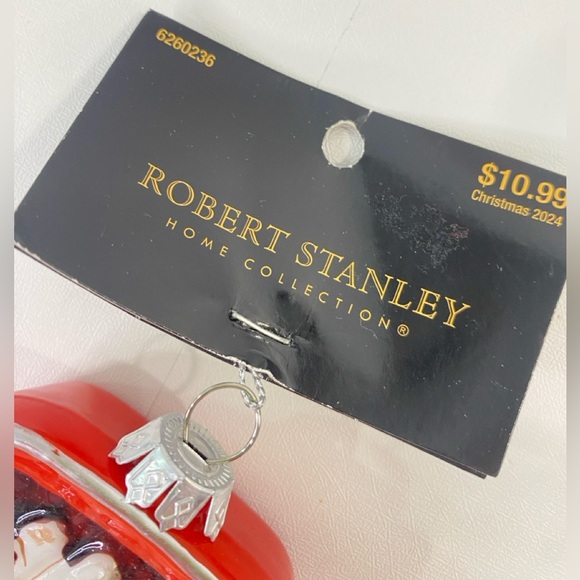 6260236
$10.99
Christmas 2024
ROBERT STANLEY
HOME COLLECTION®